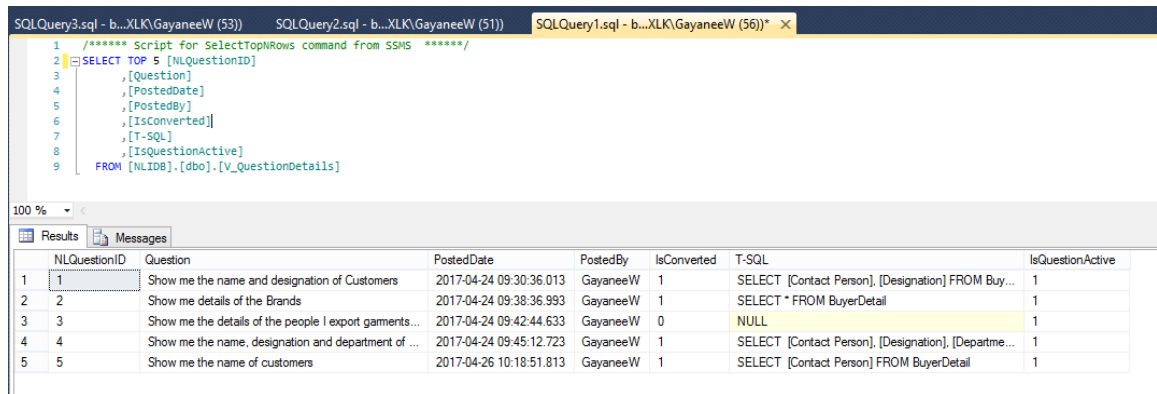 SQLQuery3.sql - b...XLK\GayaneeW (53)) SQLQuery2.sql - b...XLK\GayaneeW (51)) SQLQuery1.sql - b...XLK\GayaneeW (56))*
1 /****** Script for SelectTopNRows command from SSMS ******/
2 SELECT TOP 5 [NLQuestionID]
3 ,[Question]
4 ,[PostedDate]
5 ,[PostedBy]
6 ,[IsConverted]
7 ,[T-SQL]
8 ,[IsQuestionActive]
9 FROM [NLIDB].[dbo].[V_QuestionDetails]
100 %
Results Messages
NLQuestionID Question PostedDate PostedBy IsConverted T-SQL IsQuestionActive
1 1 Show me the name and designation of Customers 2017-04-24 09:30:36.013 GayaneeW 1 SELECT [Contact Person], [Designation] FROM Buy... 1
2 2 Show me details of the Brands 2017-04-24 09:38:36.993 GayaneeW 1 SELECT * FROM BuyerDetail 1
3 3 Show me the details of the people I export garments... 2017-04-24 09:42:44.633 GayaneeW 0 NULL 1
4 4 Show me the name, designation and department of ... 2017-04-24 09:45:12.723 GayaneeW 1 SELECT [Contact Person], [Designation], [Departme... 1
5 5 Show me the name of customers 2017-04-26 10:18:51.813 GayaneeW 1 SELECT [Contact Person] FROM BuyerDetail 1